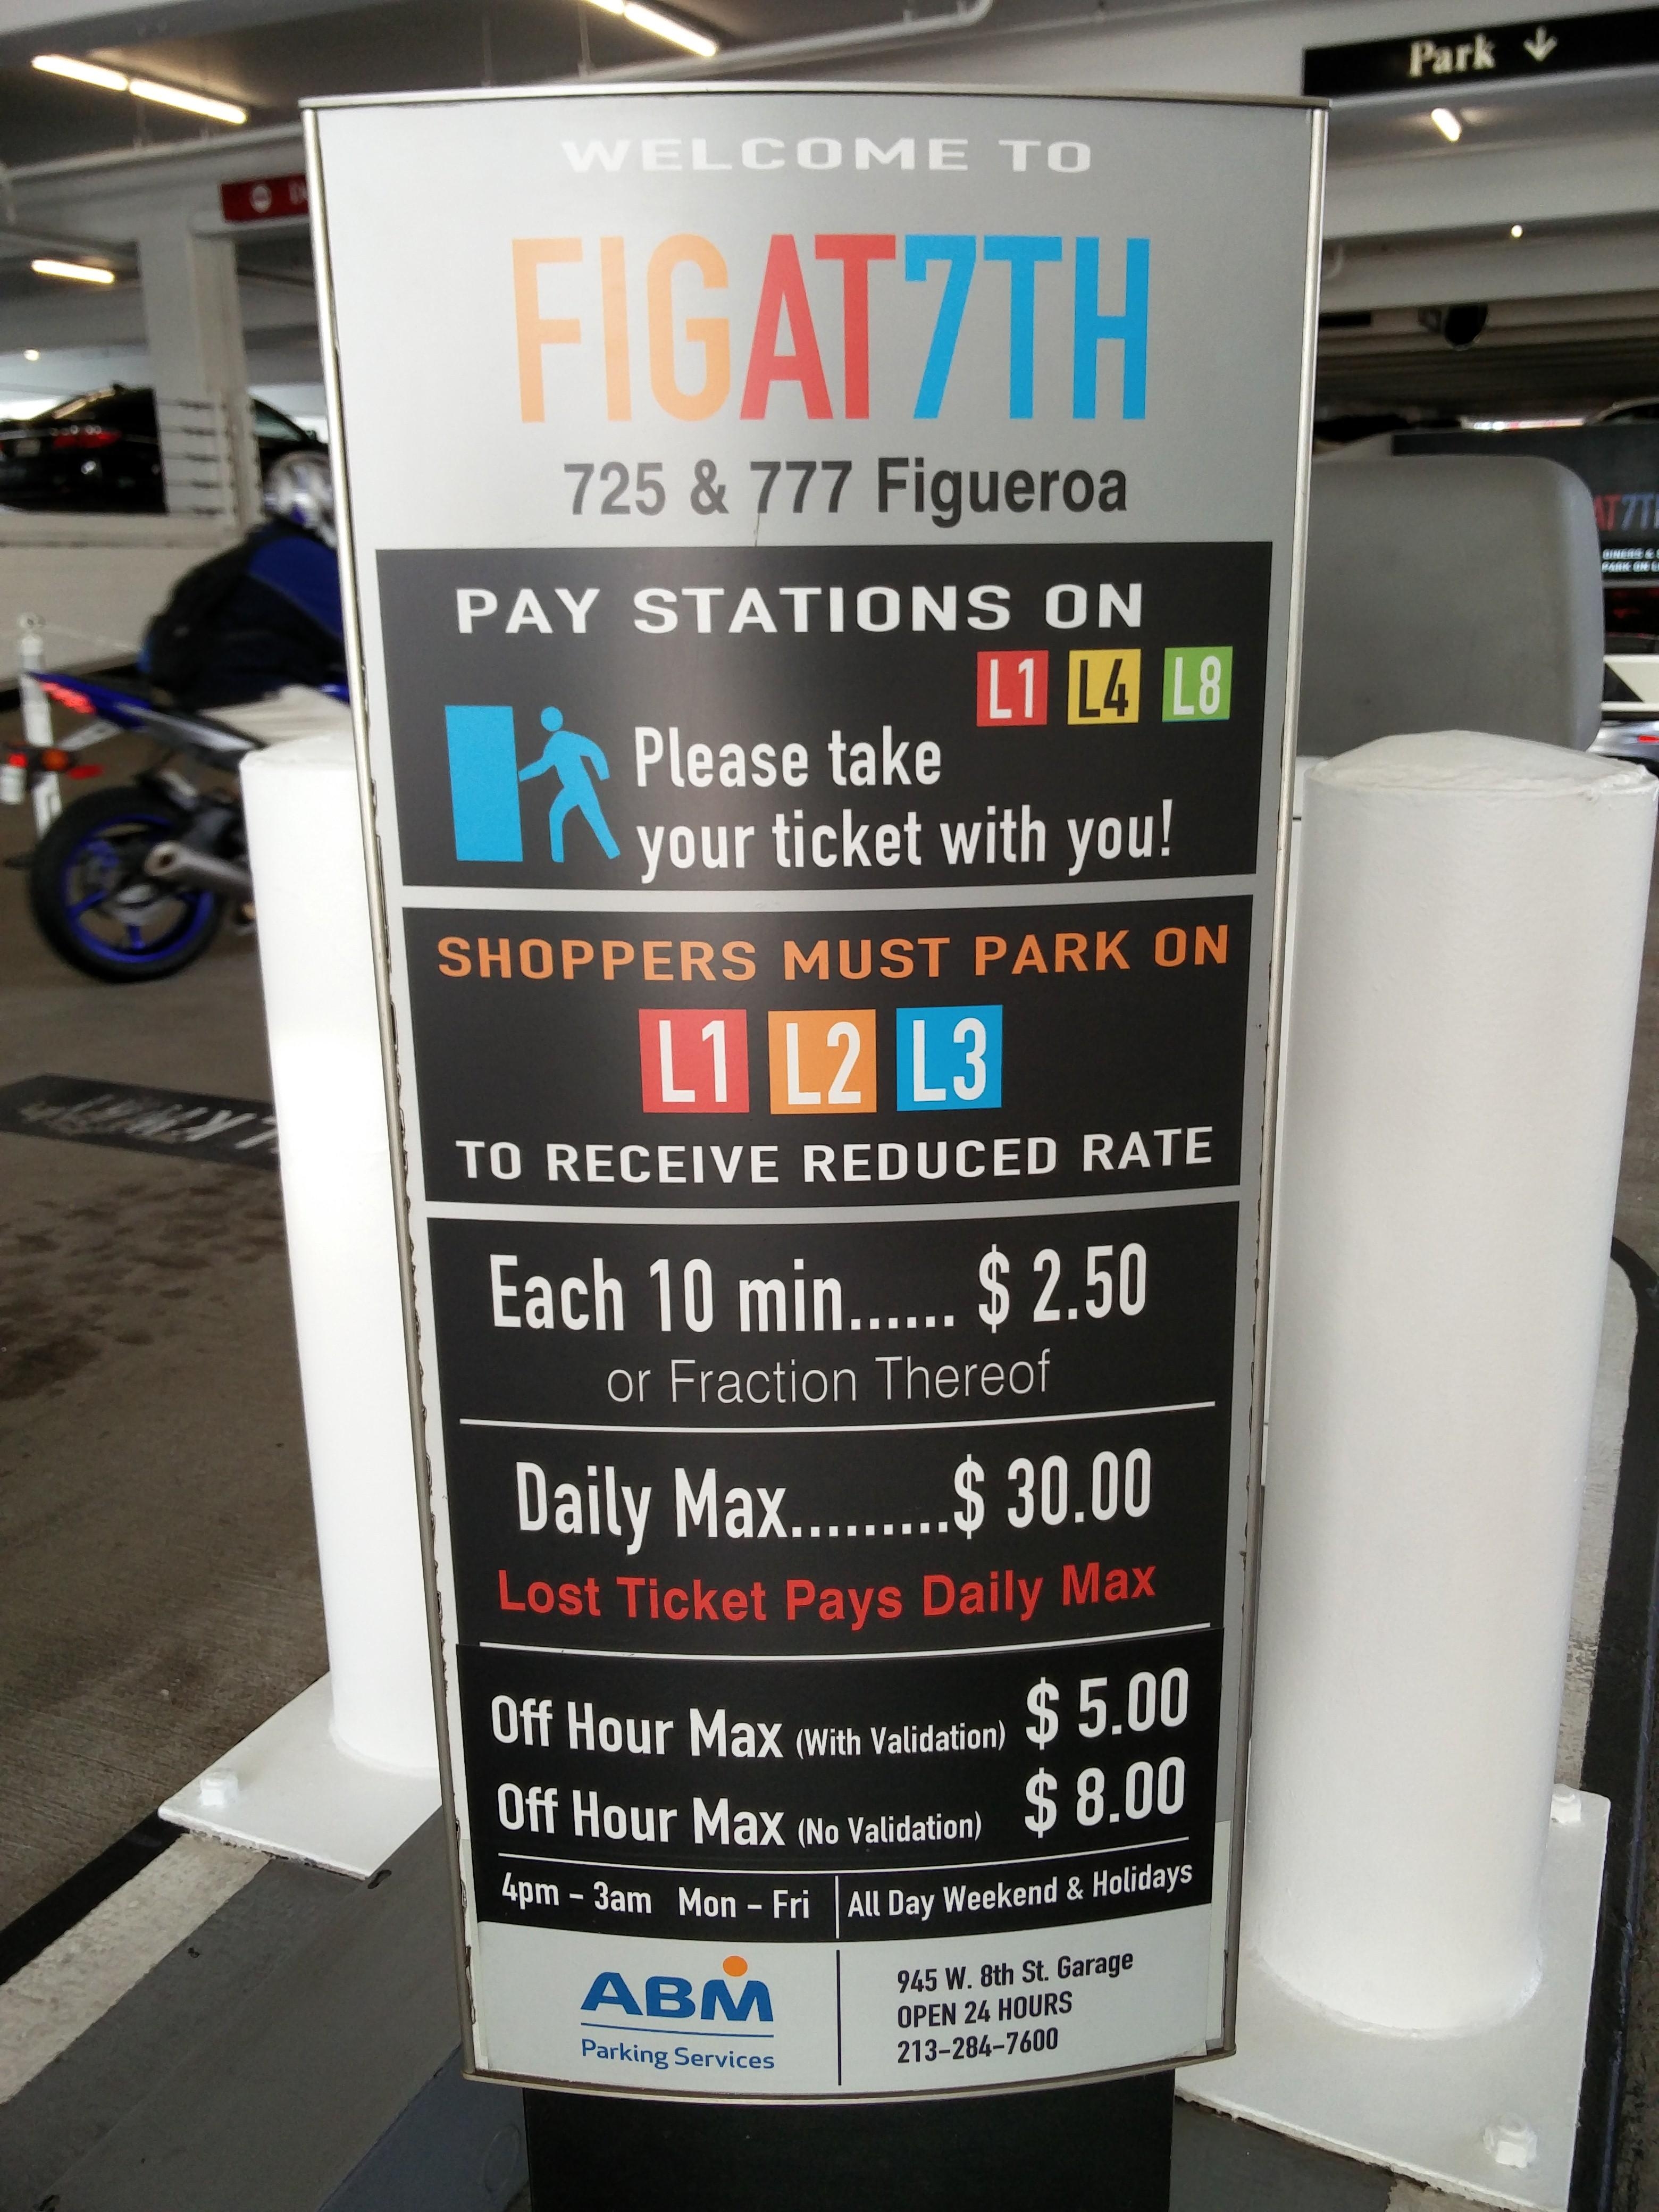 Park ↓
WELCOME TO
FIGAT7TH
725 & 777 Figueroa
PAY STATIONS ON
L1 L4 L8
Please take
your ticket with you!
SHOPPERS MUST PARK ON
L1 L2 L3
TO RECEIVE REDUCED RATE
Each 10 min...... $ 2.50
or Fraction Thereof
Daily Max.........$ 30.00
Lost Ticket Pays Daily Max
Off Hour Max (With Validation) $ 5.00
Off Hour Max (No Validation) $ 8.00
4pm – 3am Mon – Fri | All Day Weekend & Holidays
ABM
Parking Services
945 W. 8th St. Garage
OPEN 24 HOURS
213-284-7600
AT7T